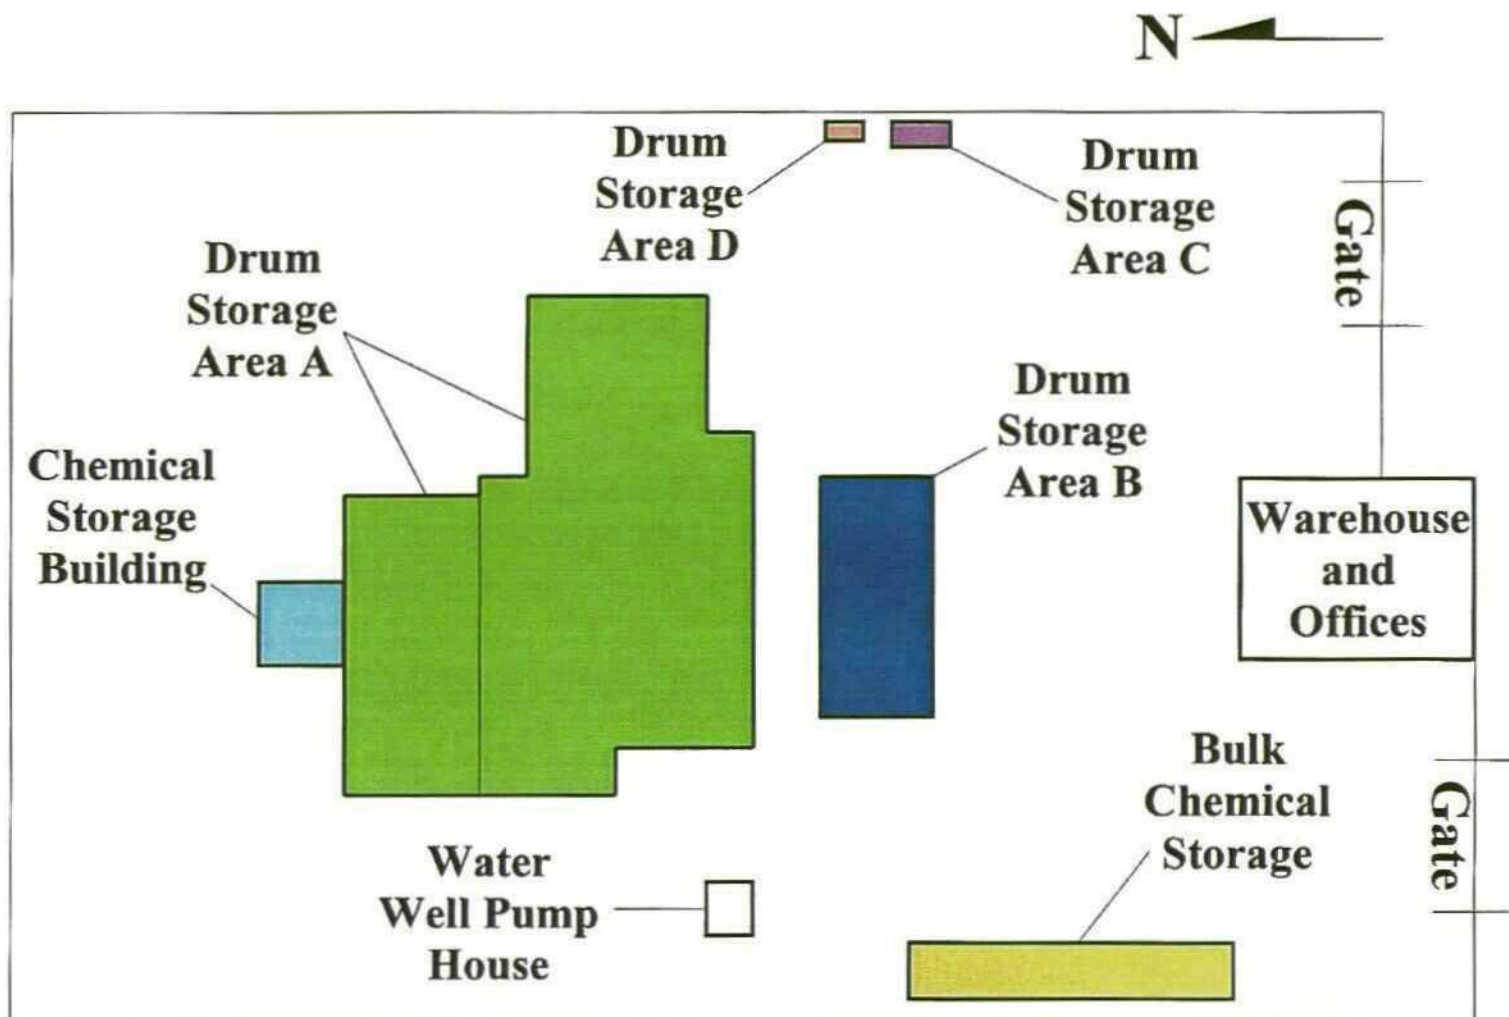 N
Drum
Storage
Area D
Drum
Storage
Area C
Gate
Drum
Storage
Area A
Drum
Storage
Area B
Chemical
Storage
Building
Warehouse
and
Offices
Bulk
Chemical
Storage
Gate
Water
Well Pump
House